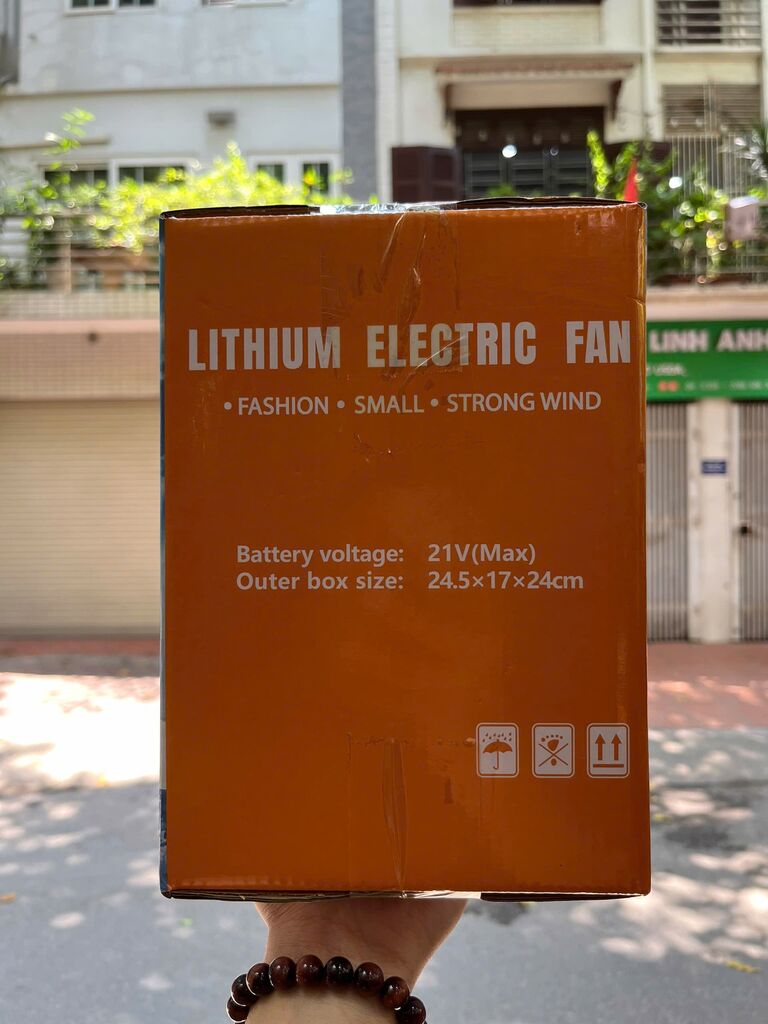 LITHIUM ELECTRIC FAN
• FASHION • SMALL • STRONG WIND
Battery voltage: 21V(Max)
Outer box size: 24.5×17×24cm
LINH ANH